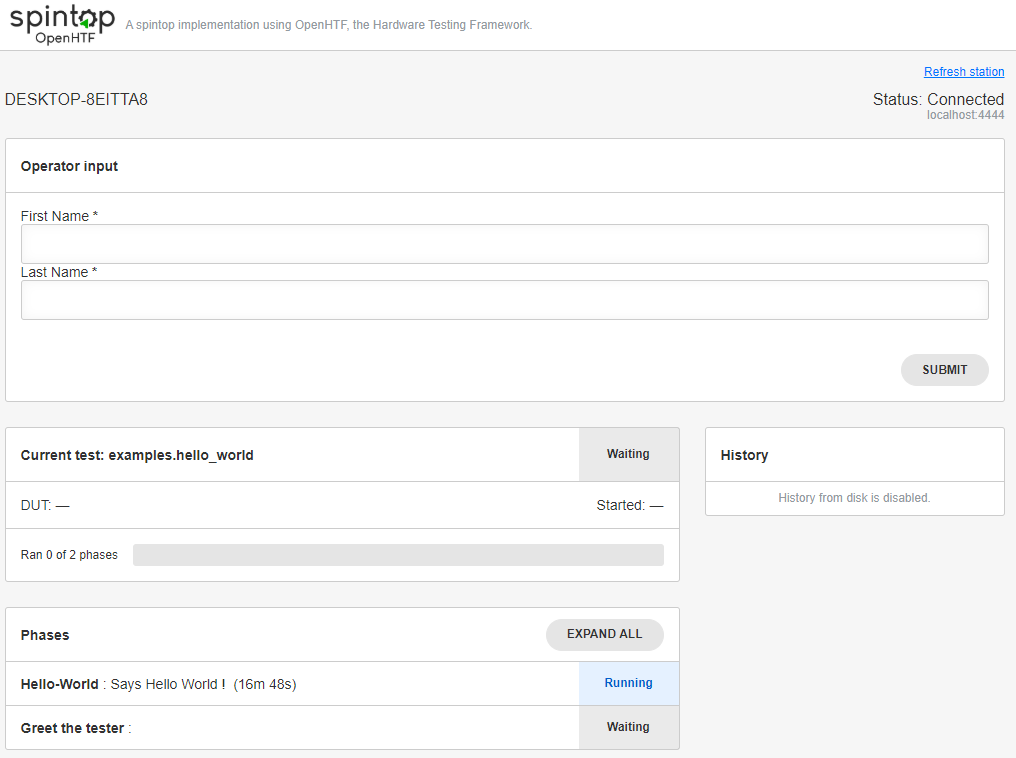 spintop
OpenHTF
A spintop implementation using OpenHTF, the Hardware Testing Framework.
Refresh station
DESKTOP-8EITTA8
Status: Connected
localhost:4444
Operator input
First Name *
Last Name *
SUBMIT
Current test: examples.hello_world
Waiting
DUT: —
Started: —
Ran 0 of 2 phases
History
History from disk is disabled.
Phases
EXPAND ALL
Hello-World : Says Hello World ! (16m 48s)
Running
Greet the tester :
Waiting